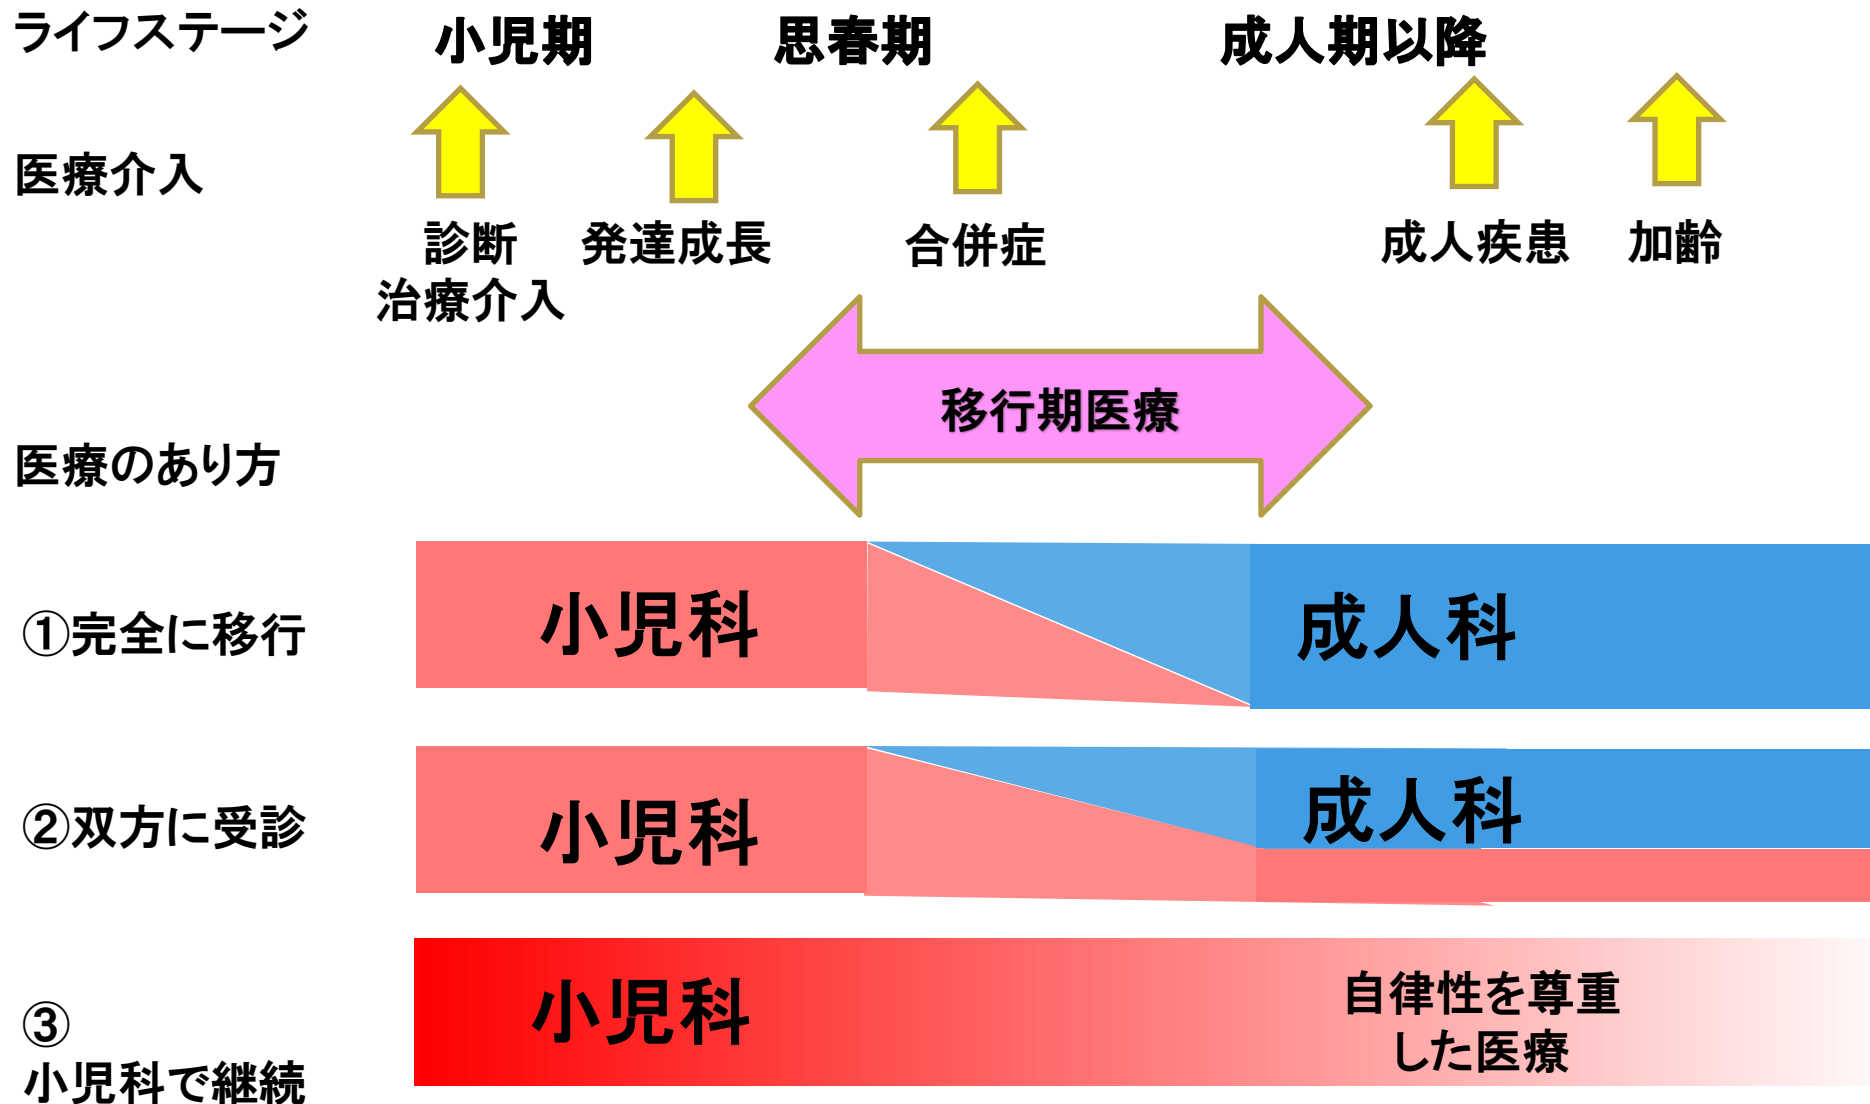 ライフステージ
小児期
思春期
成人期以降
医療介入
診断
治療介入
発達成長
合併症
成人疾患
加齢
移行期医療
医療のあり方
①完全に移行
小児科
成人科
②双方に受診
小児科
成人科
③
小児科で継続
小児科
自律性を尊重
した医療